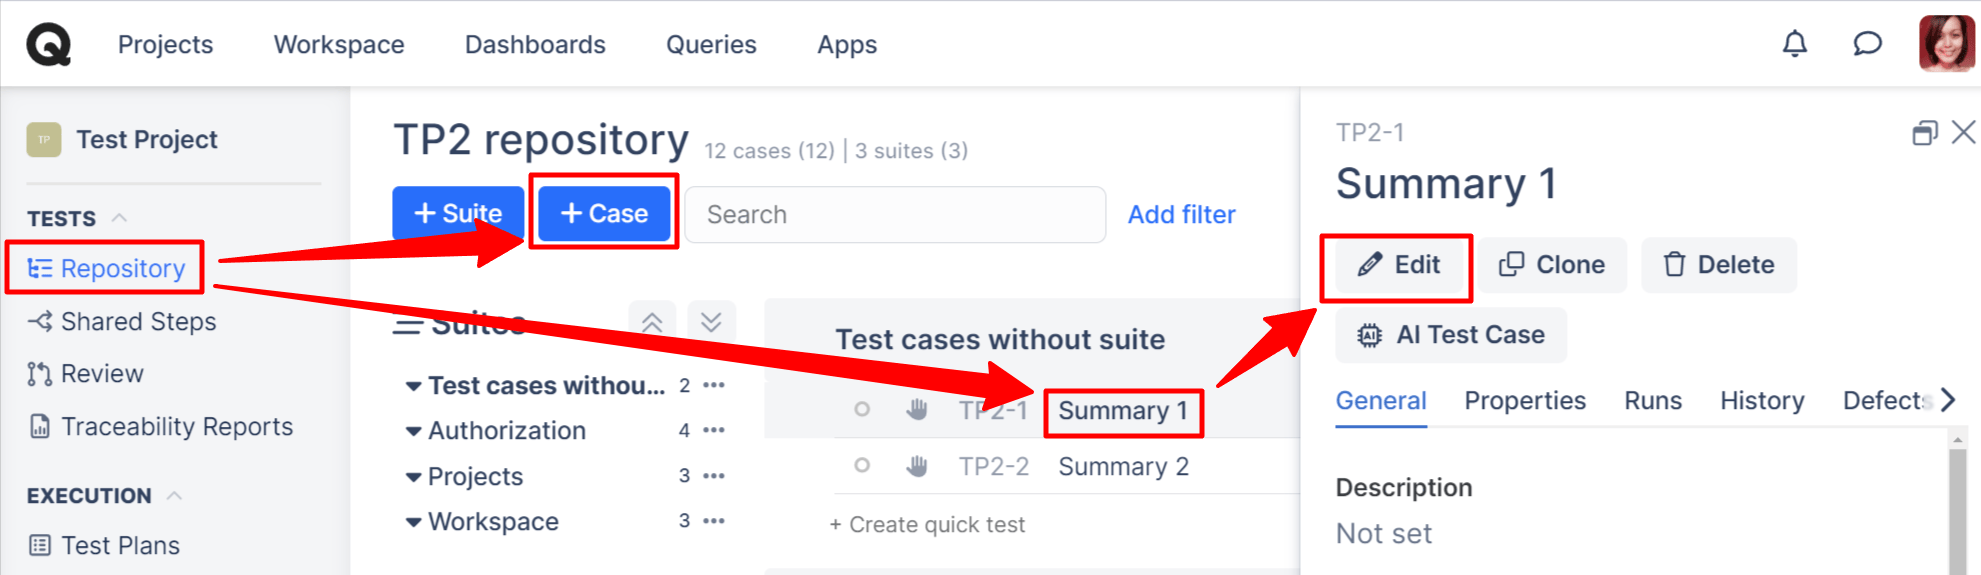 Projects Workspace Dashboards Queries Apps
TP Test Project
TESTS
Repository
Shared Steps
Review
Traceability Reports
EXECUTION
Test Plans
TP2 repository 12 cases (12) | 3 suites (3)
+ Suite + Case Search Add filter
Suites
Test cases withou... 2 •••
Authorization 4 •••
Projects 3 •••
Workspace 3 •••
Test cases without suite
TP2-1 Summary 1
TP2-2 Summary 2
+ Create quick test
TP2-1
Summary 1
Edit Clone Delete
AI AI Test Case
General Properties Runs History Defects
Description
Not set